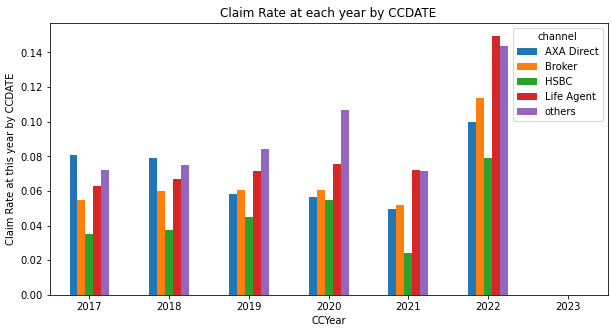 Claim Rate at each year by CCDATE
Claim Rate at this year by CCDATE
0.14
0.12
0.10
0.08
0.06
0.04
0.02
0.00
channel
AXA Direct
Broker
HSBC
Life Agent
others
2017 2018 2019 2020 2021 2022 2023
CCYear